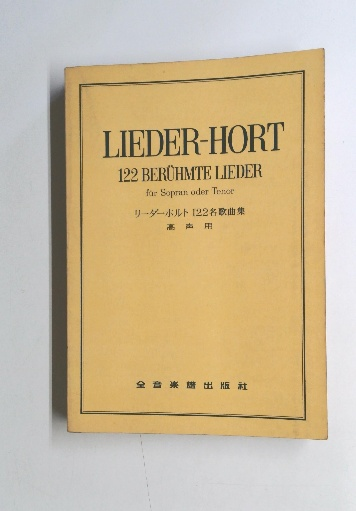 LIEDER-HORT
122 BERÜHMTE LIEDER
für Sopran oder Tenor
リーダーホルト 122名歌曲集
高声用
全音楽譜出版社